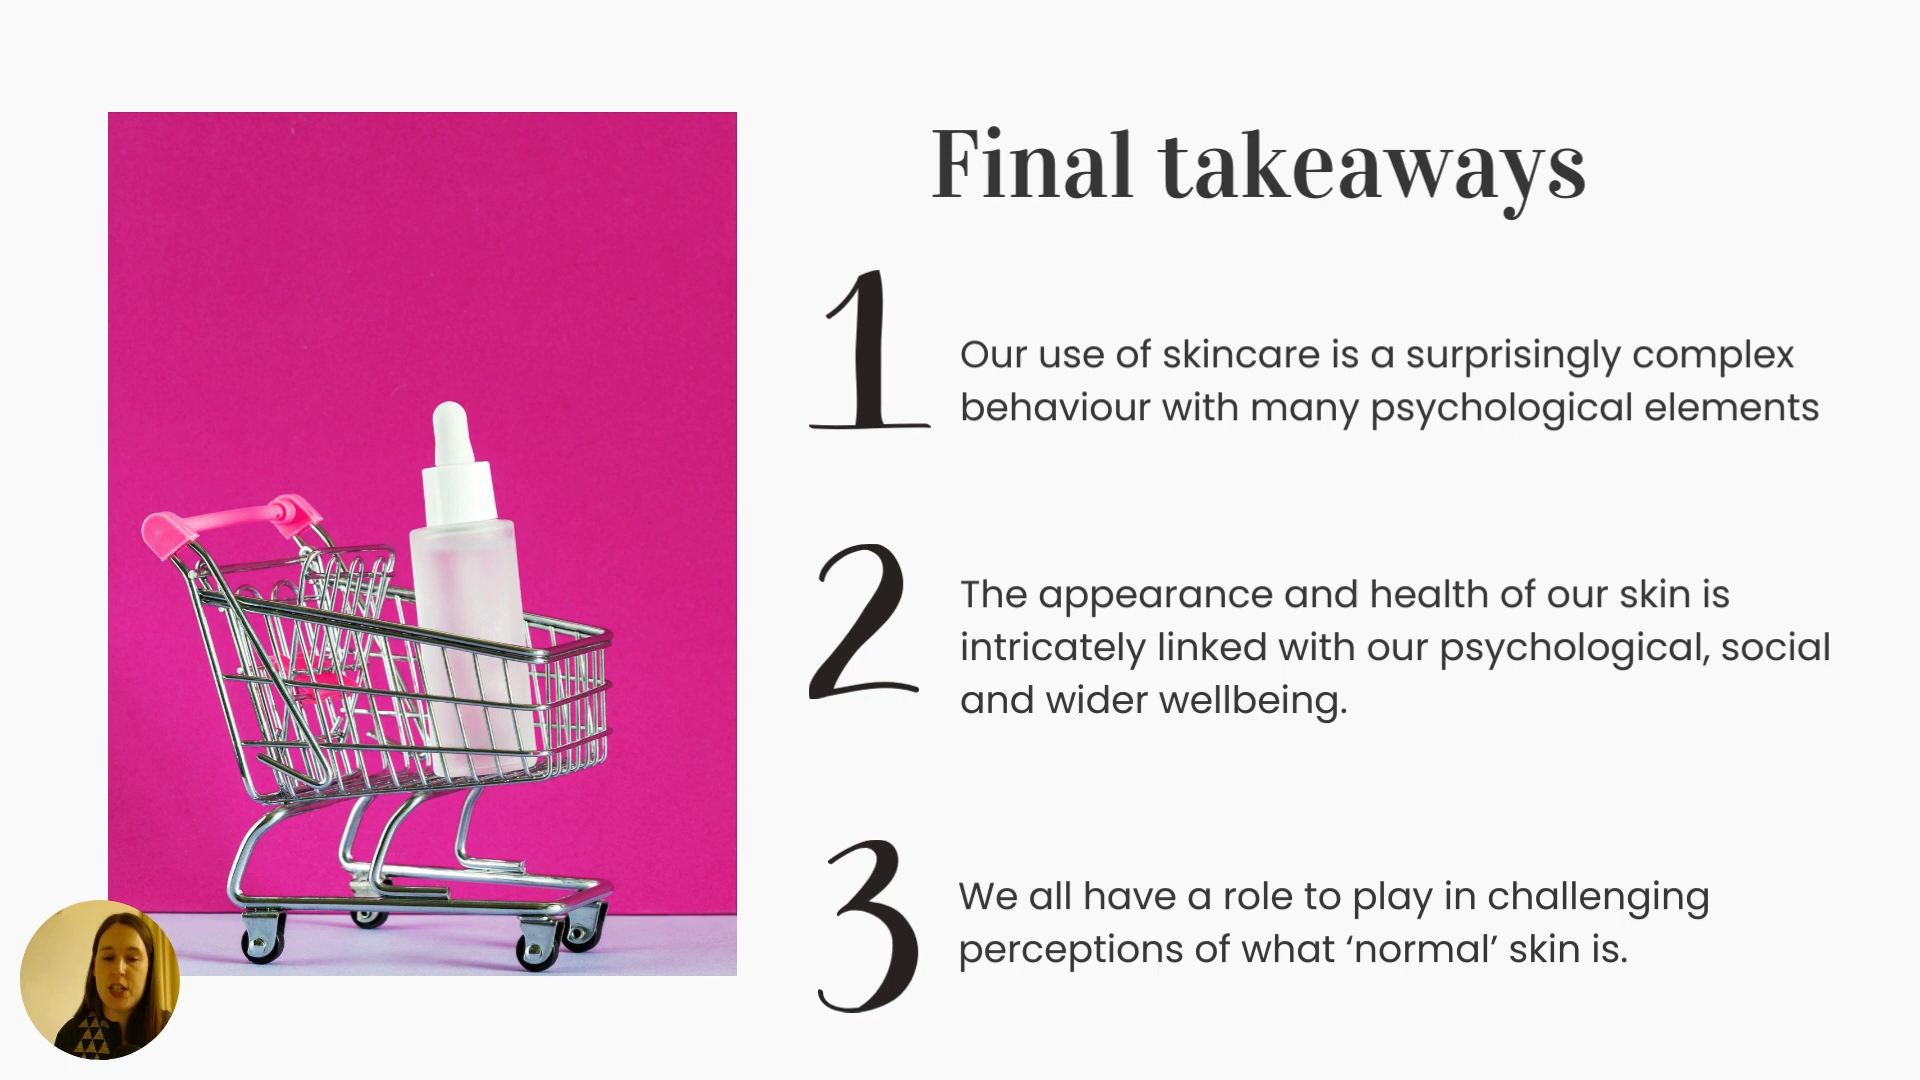 Final takeaways
1
Our use of skincare is a surprisingly complex
behaviour with many psychological elements
2
The appearance and health of our skin is
intricately linked with our psychological, social
and wider wellbeing.
3
We all have a role to play in challenging
perceptions of what ‘normal’ skin is.